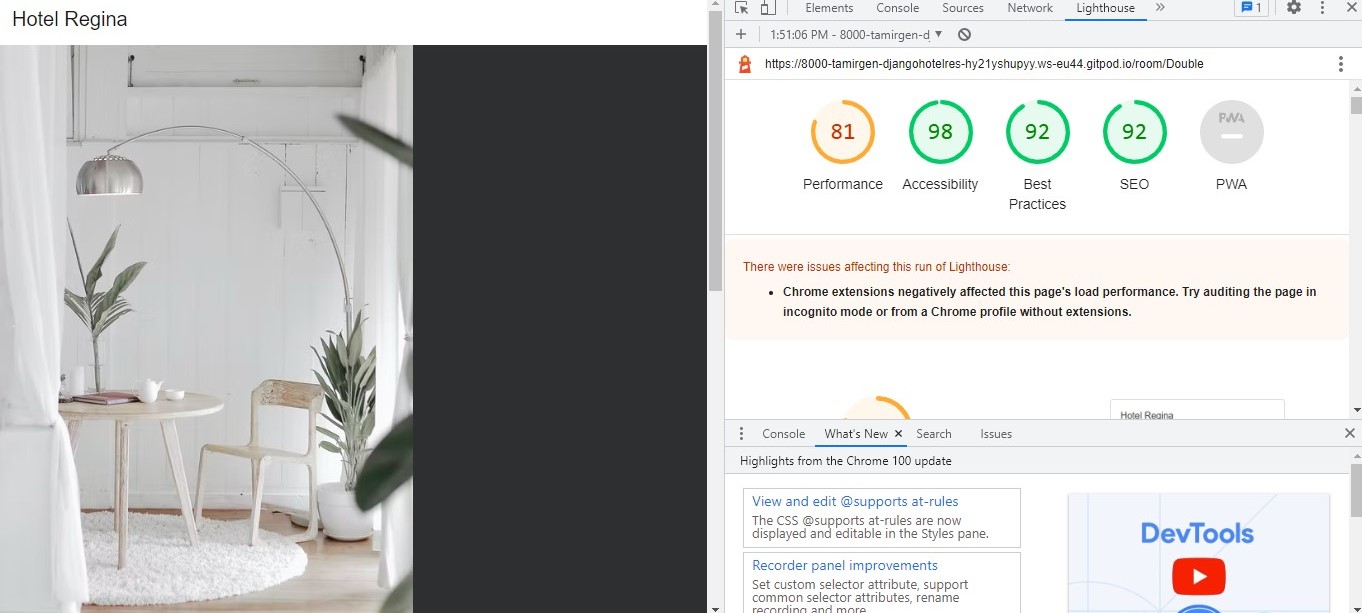 Hotel Regina
Elements Console Sources Network Lighthouse » 1
1:51:06 PM - 8000-tamirgen-d
https://8000-tamirgen-djangohotelres-hy21yshupyy.ws-eu44.gitpod.io/room/Double
81 98 92 92 PWA
Performance Accessibility Best Practices SEO PWA
There were issues affecting this run of Lighthouse:
• Chrome extensions negatively affected this page's load performance. Try auditing the page in
incognito mode or from a Chrome profile without extensions.
Hotel Regina
Console What's New × Search Issues
Highlights from the Chrome 100 update
View and edit @supports at-rules
The CSS @supports at-rules are now
displayed and editable in the Styles pane.
DevTools
Recorder panel improvements
Set custom selector attribute, support
common selector attributes, rename
recording and more